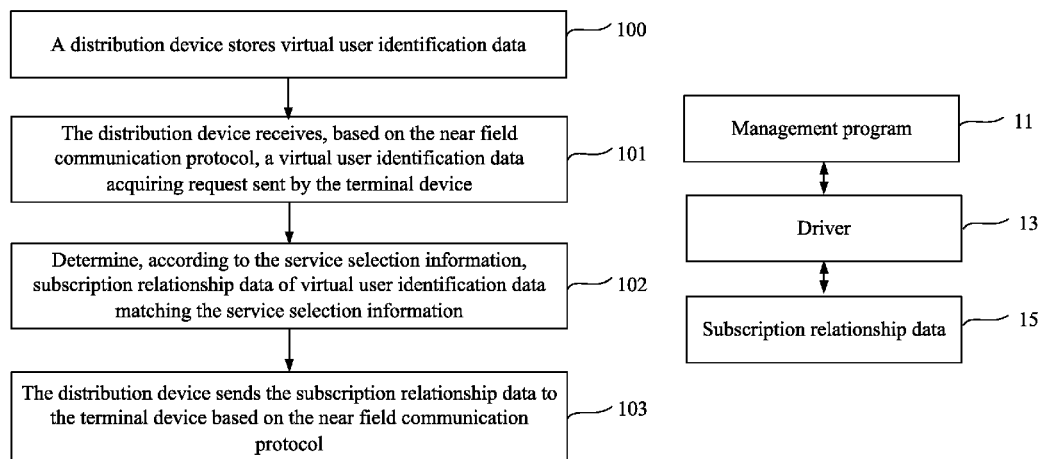 A distribution device stores virtual user identification data
100
The distribution device receives, based on the near field
communication protocol, a virtual user identification data
acquiring request sent by the terminal device
101
Determine, according to the service selection information,
subscription relationship data of virtual user identification data
matching the service selection information
102
The distribution device sends the subscription relationship data to
the terminal device based on the near field communication
protocol
103
Management program
11
Driver
13
Subscription relationship data
15